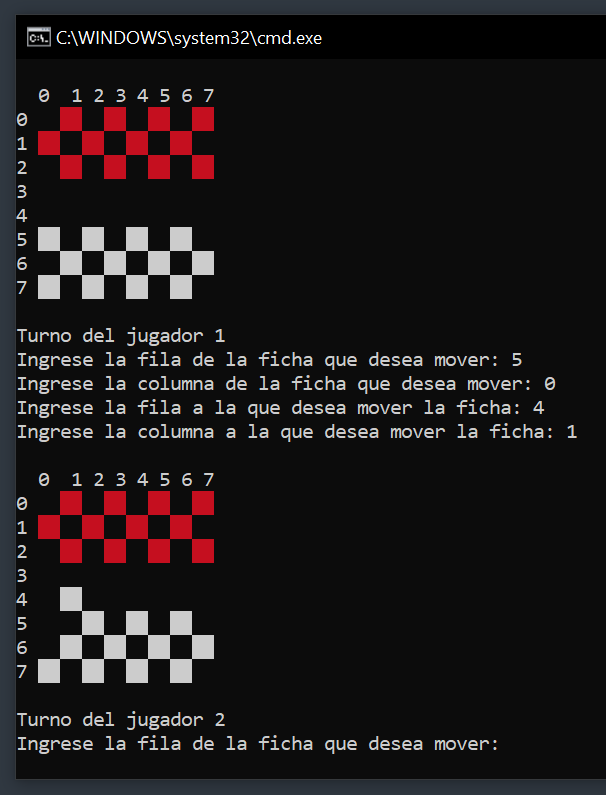 C:\WINDOWS\system32\cmd.exe
0 1 2 3 4 5 6 7
0
1
2
3
4
5
6
7
Turno del jugador 1
Ingrese la fila de la ficha que desea mover: 5
Ingrese la columna de la ficha que desea mover: 0
Ingrese la fila a la que desea mover la ficha: 4
Ingrese la columna a la que desea mover la ficha: 1
0 1 2 3 4 5 6 7
0
1
2
3
4
5
6
7
Turno del jugador 2
Ingrese la fila de la ficha que desea mover: